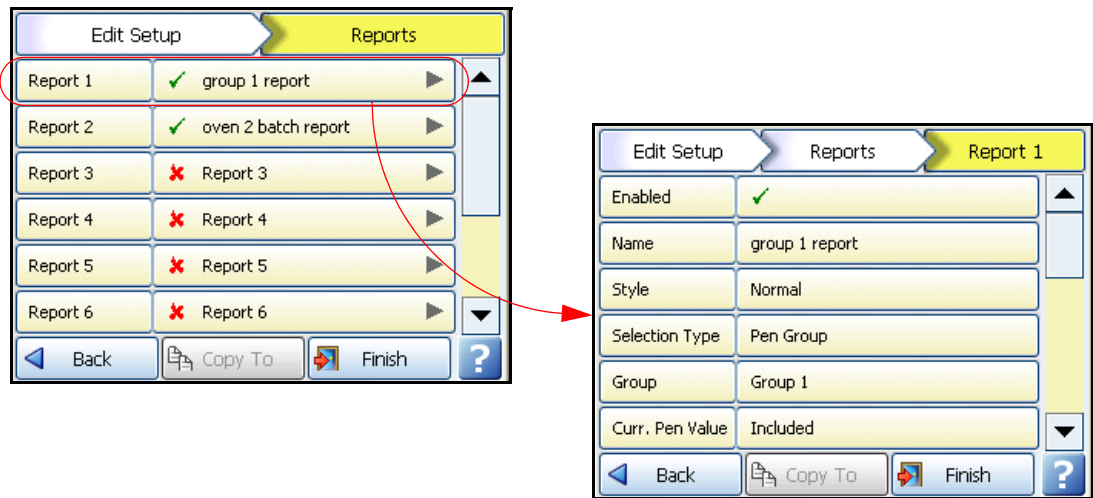 Edit Setup Reports
Report 1 group 1 report
Report 2 oven 2 batch report
Report 3 Report 3
Report 4 Report 4
Report 5 Report 5
Report 6 Report 6
Back Copy To Finish ?
Edit Setup Reports Report 1
Enabled
Name group 1 report
Style Normal
Selection Type Pen Group
Group Group 1
Curr. Pen Value Included
Back Copy To Finish ?